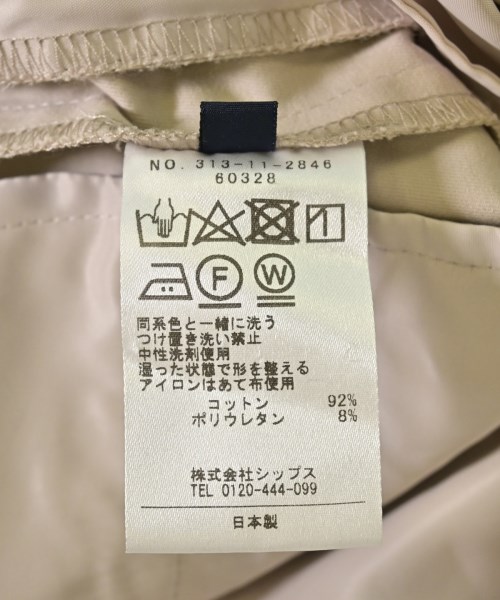 NO. 313-11-2846
60328
F W
同系色と一緒に洗う
つけ置き洗い禁止
中性洗剤使用
湿った状態で形を整える
アイロンはあて布使用
コットン 92%
ポリウレタン 8%
株式会社シップス
TEL 0120-444-099
日本製